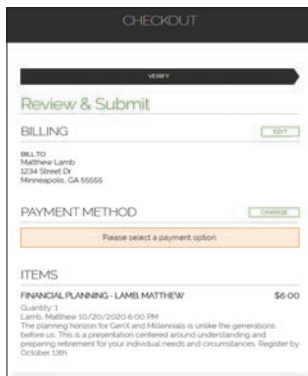 CHECKOUT
VERIFY
Review & Submit
BILLING
EDIT
BILL TO
Matthew Lamb
1234 Street Dr
Minneapolis, GA 55555
PAYMENT METHOD
CHANGE
Please select a payment option.
ITEMS
FINANCIAL PLANNING - LAMB, MATTHEW $6.00
Quantity: 1
Lamb, Matthew 10/20/2020 6:00 PM
The planning horizon for GenX and Millennials is unlike the generations
before us. This is a presentation centered around understanding and
preparing retirement for your individual needs and circumstances. Register by
October 13th